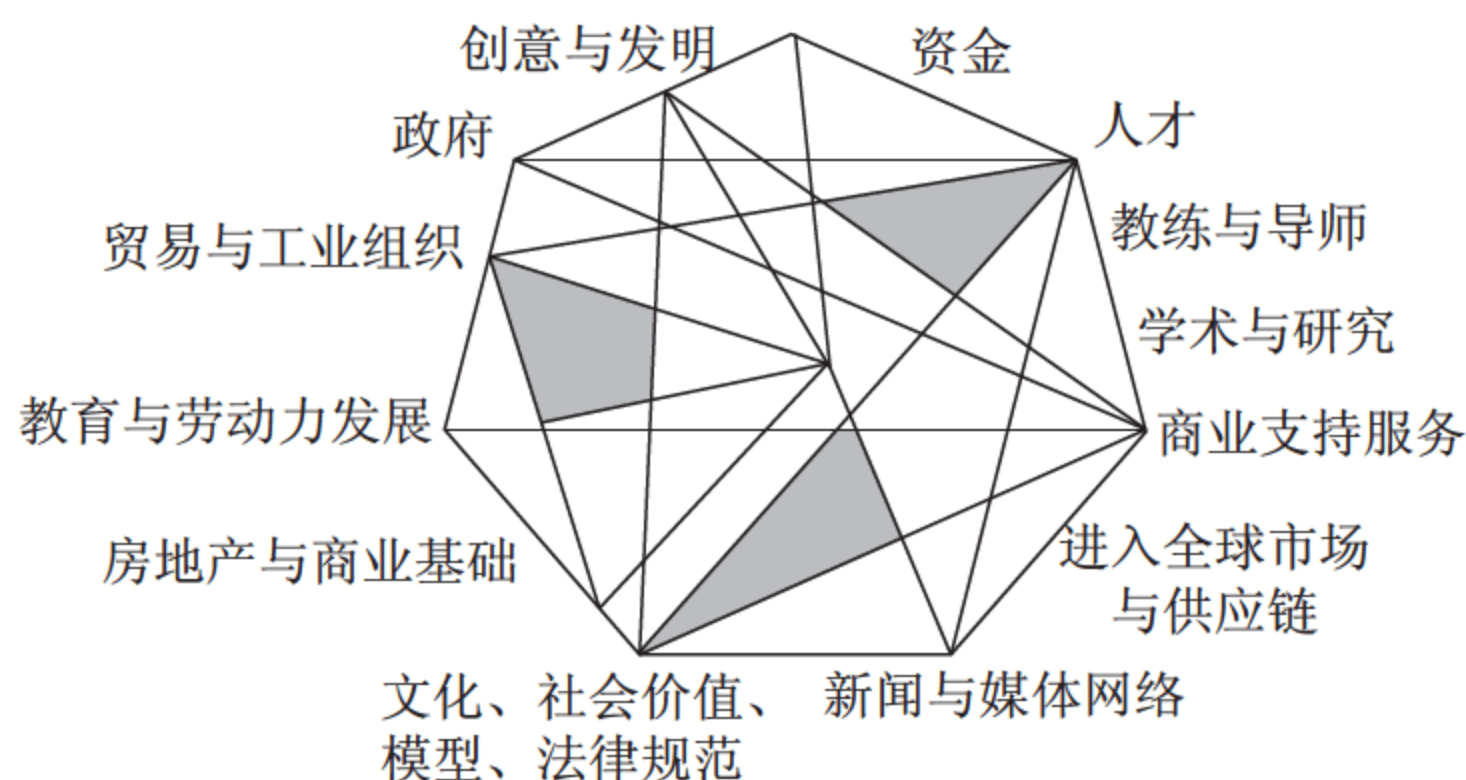 创意与发明
资金
政府
人才
贸易与工业组织
教练与导师
学术与研究
教育与劳动力发展
商业支持服务
房地产与商业基础
进入全球市场
与供应链
文化、社会价值、
模型、法律规范
新闻与媒体网络